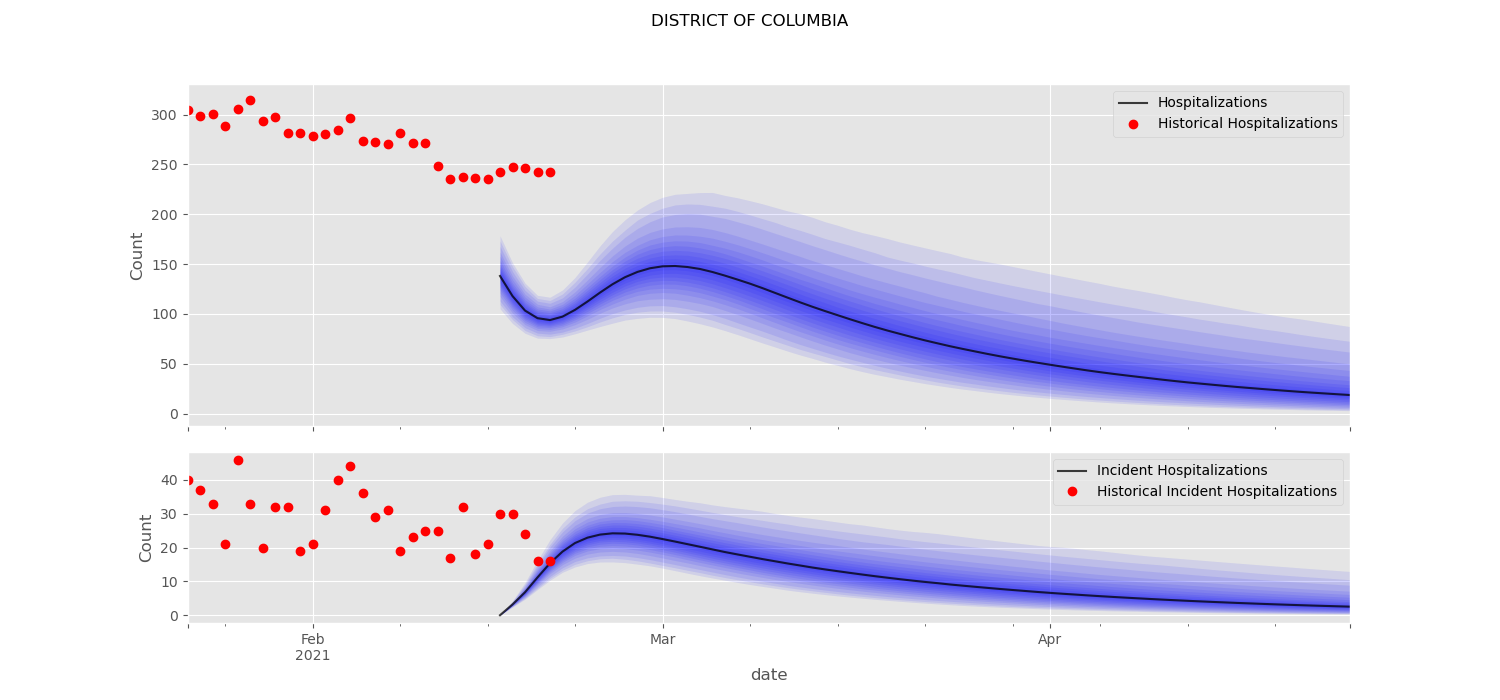 DISTRICT OF COLUMBIA
Hospitalizations
Historical Hospitalizations
300
250
200
150
100
50
0
Count
Incident Hospitalizations
Historical Incident Hospitalizations
40
30
20
10
0
Count
Feb
2021
Mar
Apr
date